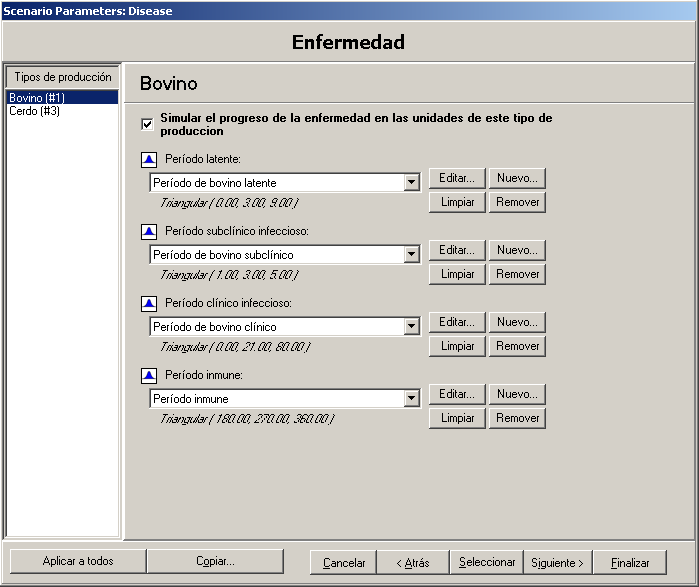 Scenario Parameters: Disease
Enfermedad
Tipos de producción
Bovino (#1)
Cerdo (#3)
Bovino
Simular el progreso de la enfermedad en las unidades de este tipo de
produccion
Período latente:
Período de bovino latente
Editar... Nuevo...
Triangular ( 0.00, 3.00, 9.00 )
Limpiar Remover
Período subclínico infeccioso:
Período de bovino subclínico
Editar... Nuevo...
Triangular ( 1.00, 3.00, 5.00 )
Limpiar Remover
Período clínico infeccioso:
Período de bovino clínico
Editar... Nuevo...
Triangular ( 0.00, 21.00, 80.00 )
Limpiar Remover
Período inmune:
Período inmune
Editar... Nuevo...
Triangular ( 180.00, 270.00, 360.00 )
Limpiar Remover
Aplicar a todos Copiar... Cancelar < Atrás Seleccionar Siguiente > Finalizar